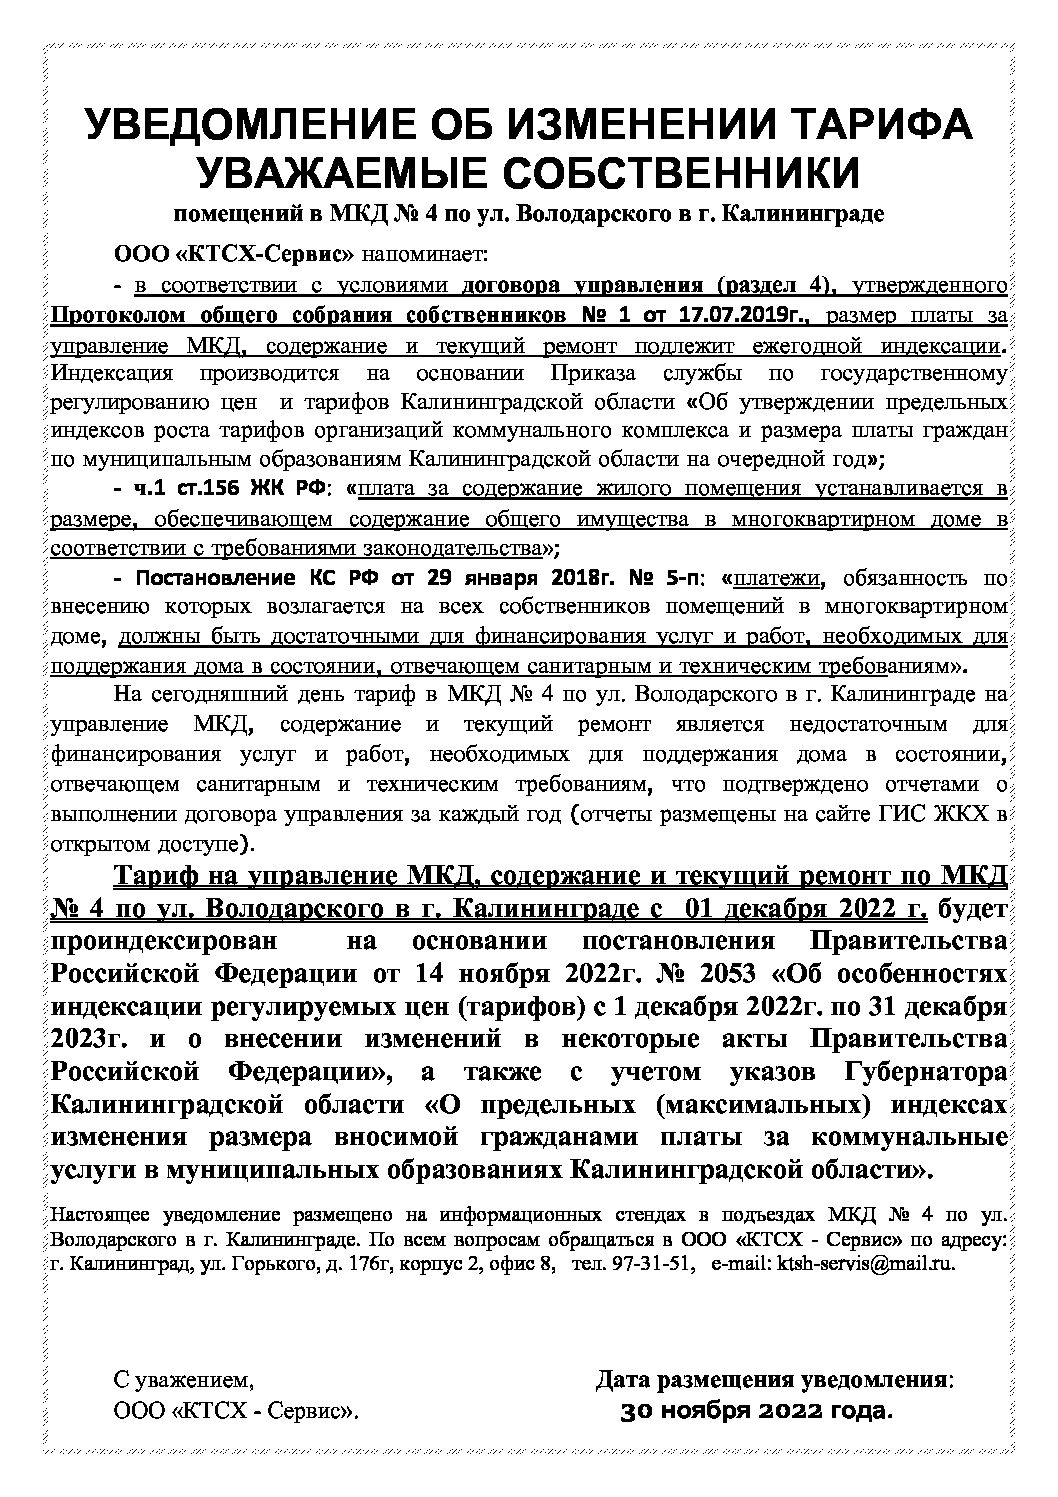 УВЕДОМЛЕНИЕ ОБ ИЗМЕНЕНИИ ТАРИФА
УВАЖАЕМЫЕ СОБСТВЕННИКИ
помещений в МКД № 4 по ул. Володарского в г. Калининграде
ООО «КТСХ-Сервис» напоминает:
- в соответствии с условиями договора управления (раздел 4), утвержденного
Протоколом общего собрания собственников № 1 от 17.07.2019г., размер платы за
управление МКД, содержание и текущий ремонт подлежит ежегодной индексации.
Индексация производится на основании Приказа службы по государственному
регулированию цен и тарифов Калининградской области «Об утверждении предельных
индексов роста тарифов организаций коммунального комплекса и размера платы граждан
по муниципальным образованиям Калининградской области на очередной год»;
- ч.1 ст.156 ЖК РФ: «плата за содержание жилого помещения устанавливается в
размере, обеспечивающем содержание общего имущества в многоквартирном доме в
соответствии с требованиями законодательства»;
- Постановление КС РФ от 29 января 2018г. № 5-п: «платежи, обязанность по
внесению которых возлагается на всех собственников помещений в многоквартирном
доме, должны быть достаточными для финансирования услуг и работ, необходимых для
поддержания дома в состоянии, отвечающем санитарным и техническим требованиям».
На сегодняшний день тариф в МКД № 4 по ул. Володарского в г. Калининграде на
управление МКД, содержание и текущий ремонт является недостаточным для
финансирования услуг и работ, необходимых для поддержания дома в состоянии,
отвечающем санитарным и техническим требованиям, что подтверждено отчетами о
выполнении договора управления за каждый год (отчеты размещены на сайте ГИС ЖКХ в
открытом доступе).
Тариф на управление МКД, содержание и текущий ремонт по МКД
№ 4 по ул. Володарского в г. Калининграде с 01 декабря 2022 г. будет
проиндексирован на основании постановления Правительства
Российской Федерации от 14 ноября 2022г. № 2053 «Об особенностях
индексации регулируемых цен (тарифов) с 1 декабря 2022г. по 31 декабря
2023г. и о внесении изменений в некоторые акты Правительства
Российской Федерации», а также с учетом указов Губернатора
Калининградской области «О предельных (максимальных) индексах
изменения размера вносимой гражданами платы за коммунальные
услуги в муниципальных образованиях Калининградской области».
Настоящее уведомление размещено на информационных стендах в подъездах МКД № 4 по ул.
Володарского в г. Калининграде. По всем вопросам обращаться в ООО «КТСХ - Сервис» по адресу:
г. Калининград, ул. Горького, д. 176г, корпус 2, офис 8, тел. 97-31-51, e-mail: ktsh-servis@mail.ru.
С уважением,
ООО «КТСХ - Сервис».
Дата размещения уведомления:
30 ноября 2022 года.